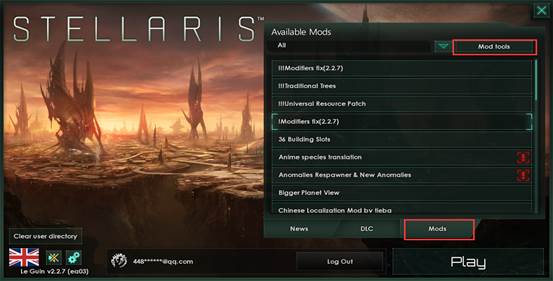 STELLARIS™
Available Mods
All
Mod tools
!!!Modifiers fix(2.2.7)
!!!Traditional Trees
!!!Universal Resource Patch
!Modifiers fix(2.2.7)
36 Building Slots
Anime species translation
Anomalies Respawner & New Anomalies
Bigger Planet View
Chinese Localization Mod by tieba
News
DLC
Mods
Clear user directory
Le Guin v2.2.7 (ea03)
448******@qq.com
Log Out
Play